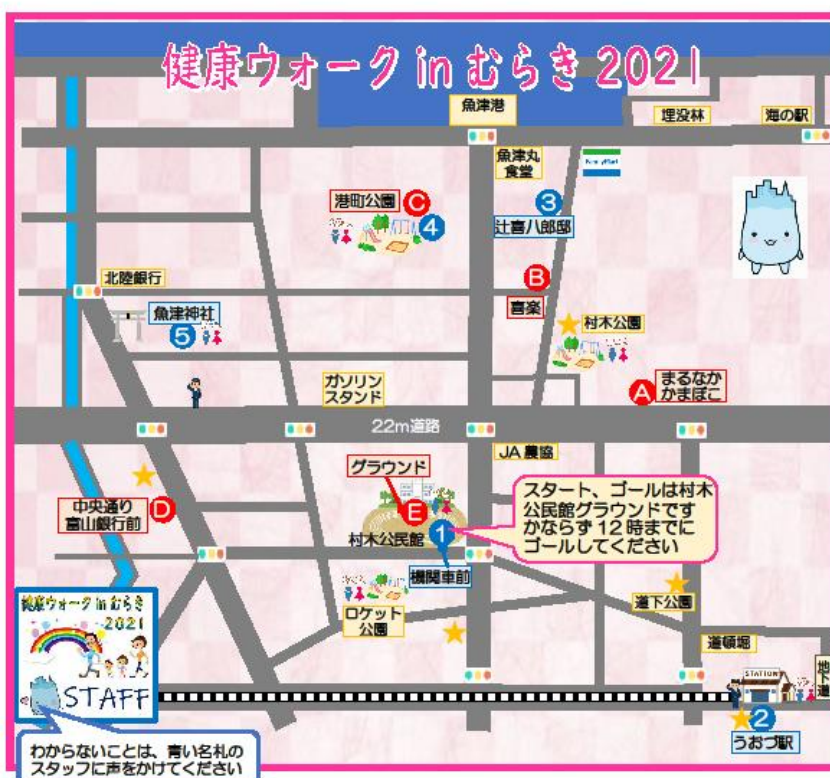 健康ウォーク in むらき 2021
魚津港
埋没林
海の駅
魚津丸
食堂
FamilyMart
港町公園
C
4
3
辻喜八郎邸
北陸銀行
B
喜楽
魚津神社
5
村木公園
ガソリン
スタンド
A
まるなか
かまぼこ
22m道路
JA 農協
グラウンド
E
スタート、ゴールは村木
公民館グラウンドです
かならず 12 時までに
ゴールしてください
中央通り
富山銀行前
D
村木公民館
1
機関車前
ロケット
公園
道下公園
道頓堀
健康ウォーク in むらき
2021
STAFF
STATION
道下地
道
2
うおづ駅
わからないことは、青い名札の
スタッフに声をかけてください